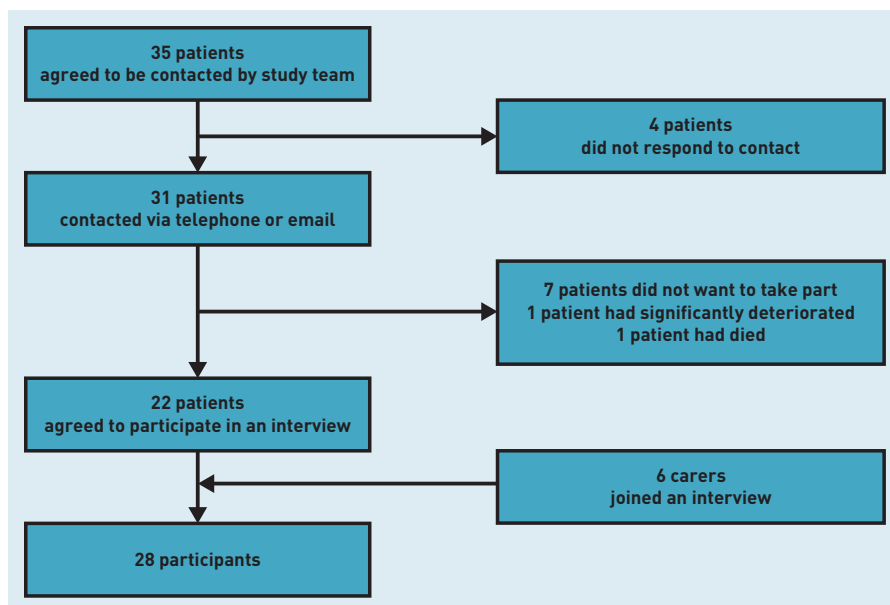 35 patients
agreed to be contacted by study team
4 patients
did not respond to contact
31 patients
contacted via telephone or email
7 patients did not want to take part
1 patient had significantly deteriorated
1 patient had died
22 patients
agreed to participate in an interview
6 carers
joined an interview
28 participants